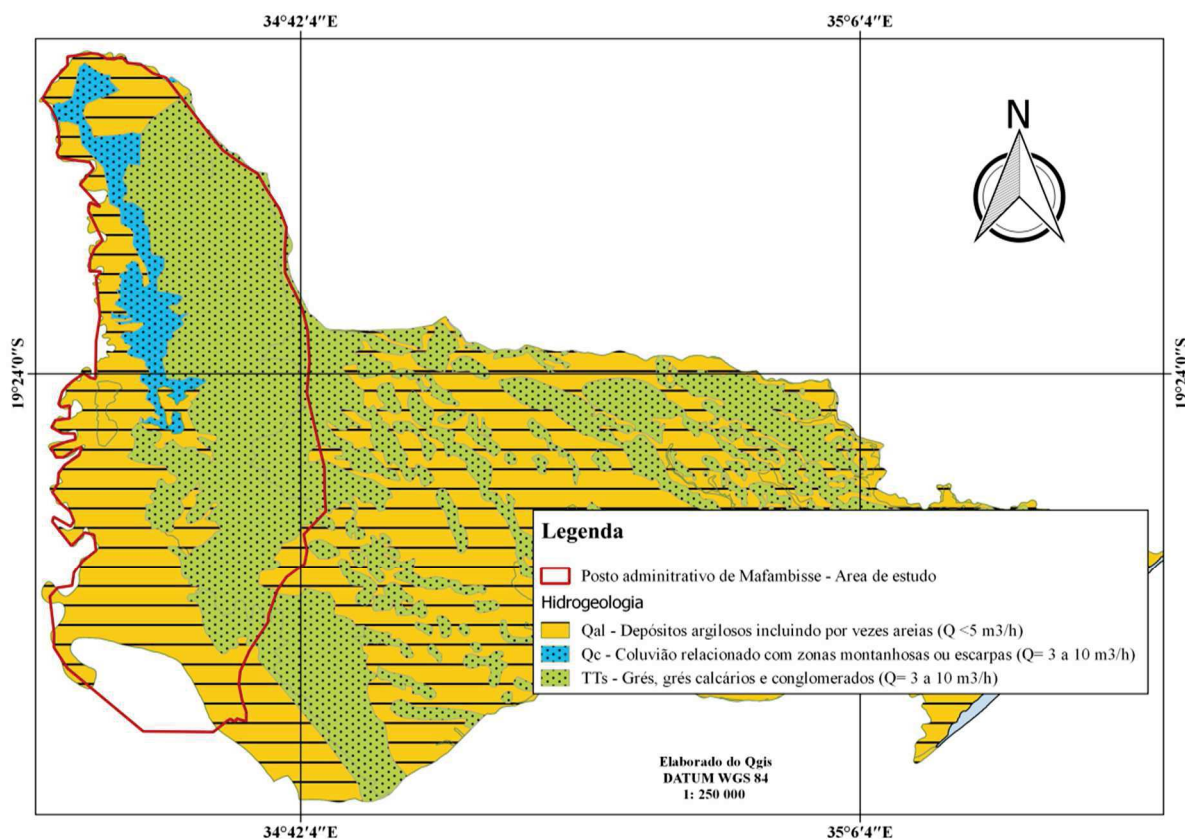 34°42′4″E
35°6′4″E
N
19°24′0″S
19°24′0″S
Legenda
Posto adminitrativo de Mafambisse - Area de estudo
Hidrogeologia
Qal - Depósitos argilosos incluindo por vezes areias (Q <5 m3/h)
Qc - Coluvião relacionado com zonas montanhosas ou escarpas (Q= 3 a 10 m3/h)
TTs - Grés, grés calcários e conglomerados (Q= 3 a 10 m3/h)
Elaborado do Qgis
DATUM WGS 84
1: 250 000
34°42′4″E
35°6′4″E